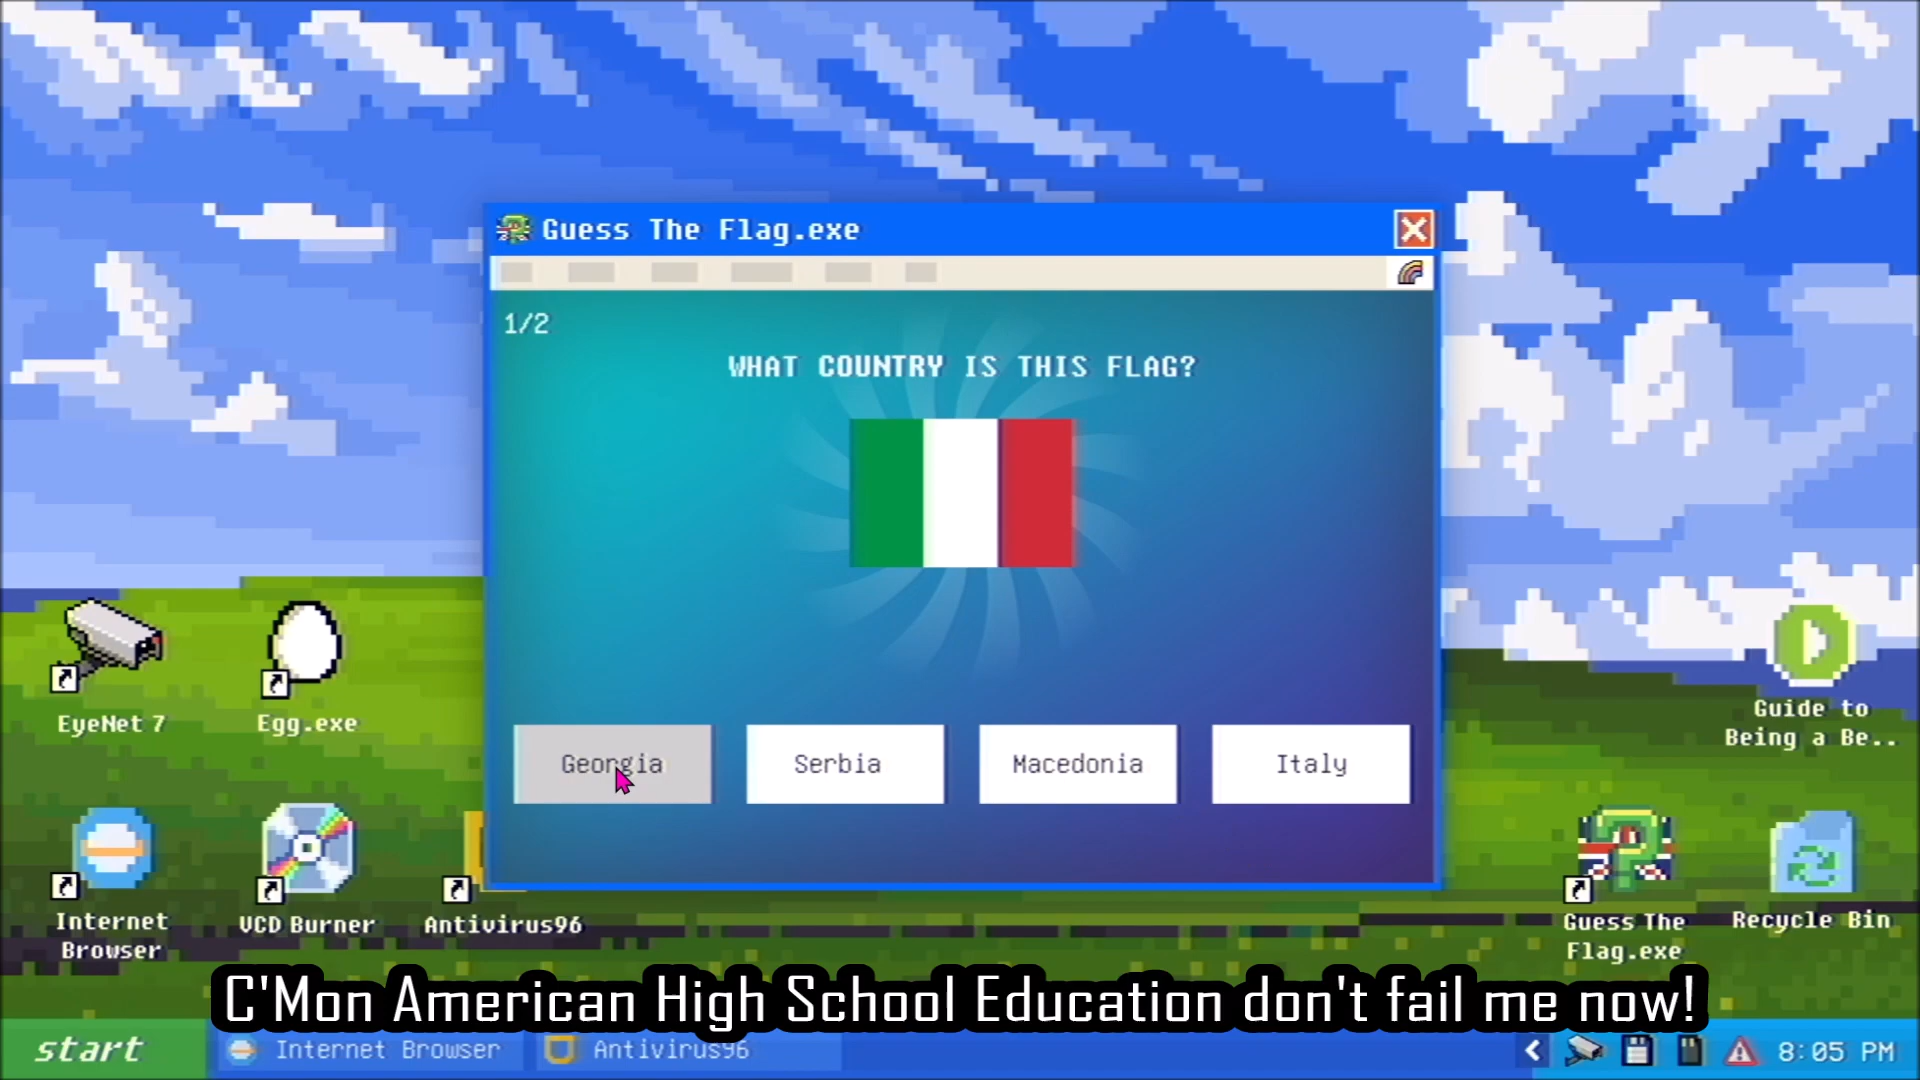 Guess The Flag.exe
1/2
WHAT COUNTRY IS THIS FLAG?
Georgia
Serbia
Macedonia
Italy
EyeNet 7
Egg.exe
Guide to
Being a Be..
Internet
Browser
VCD Burner
Antivirus96
Guess The
Flag.exe
Recycle Bin
C'Mon American High School Education don't fail me now!
start
Internet Browser
Antivirus96
8:05 PM